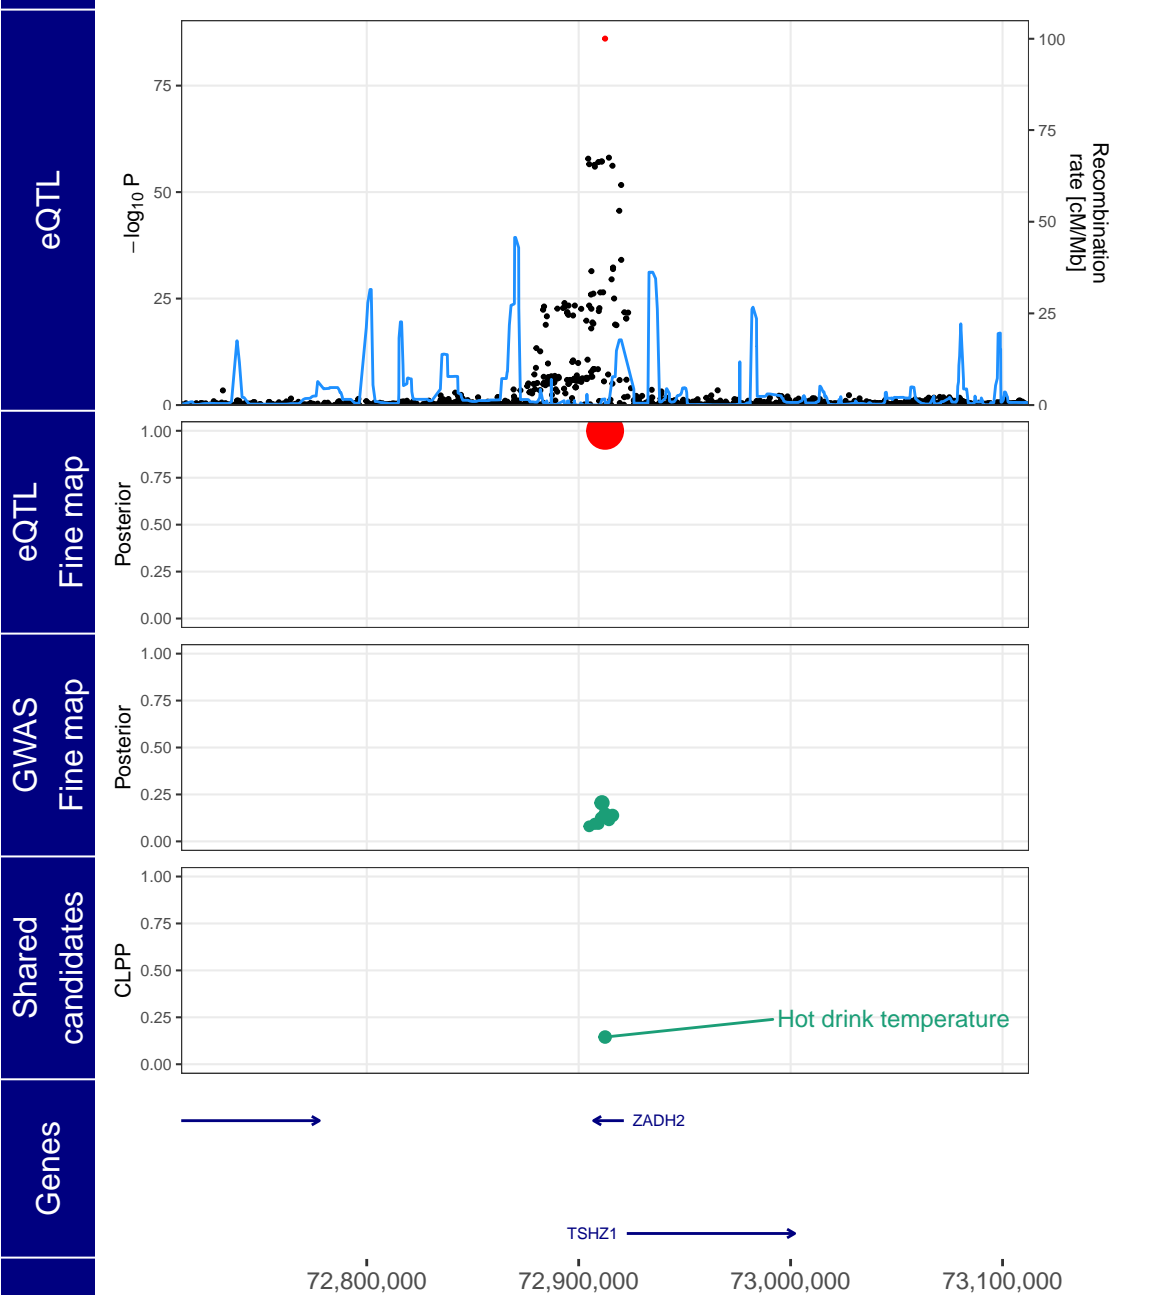 eQTL
−log10 P
75
50
25
0
100
75
50
25
0
Recombination
rate [cM/Mb]
eQTL
Fine map
Posterior
1.00
0.75
0.50
0.25
0.00
GWAS
Fine map
Posterior
1.00
0.75
0.50
0.25
0.00
Shared
candidates
CLPP
1.00
0.75
0.50
0.25
0.00
Hot drink temperature
Genes
ZADH2
TSHZ1
72,800,000
72,900,000
73,000,000
73,100,000